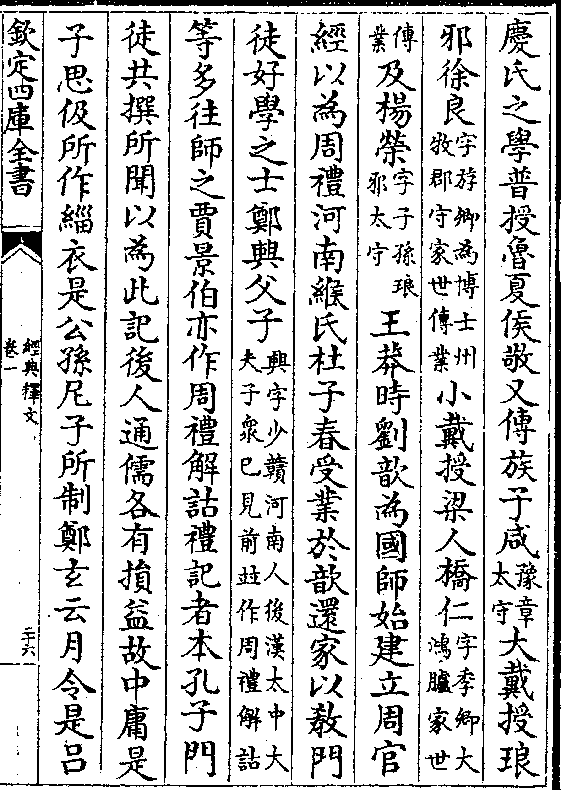 慶氏之學普授魯夏侯敬又傳族子咸豫章太守大戴授琅
邪徐良字斿卿為博士州牧郡守家世傳業小戴授梁人橋仁字季卿大鴻臚家世
傳業及楊榮字子孫琅邪太守王莽時劉歆為國師始建立周官
經以為周禮河南緱氏杜子春受業於歆還家以教門
徒好學之士鄭興父子興字少贛河南人後漢太中大夫子衆已見前並作周禮解詁
等多往師之賈景伯亦作周禮解詁禮記者本孔子門
徒共撰所聞以為此記後人通儒各有損益故中庸是
子思伋所作緇衣是公孫尼子所制鄭玄云月令是呂
欽定四庫全書
經典釋文
卷一
二十六